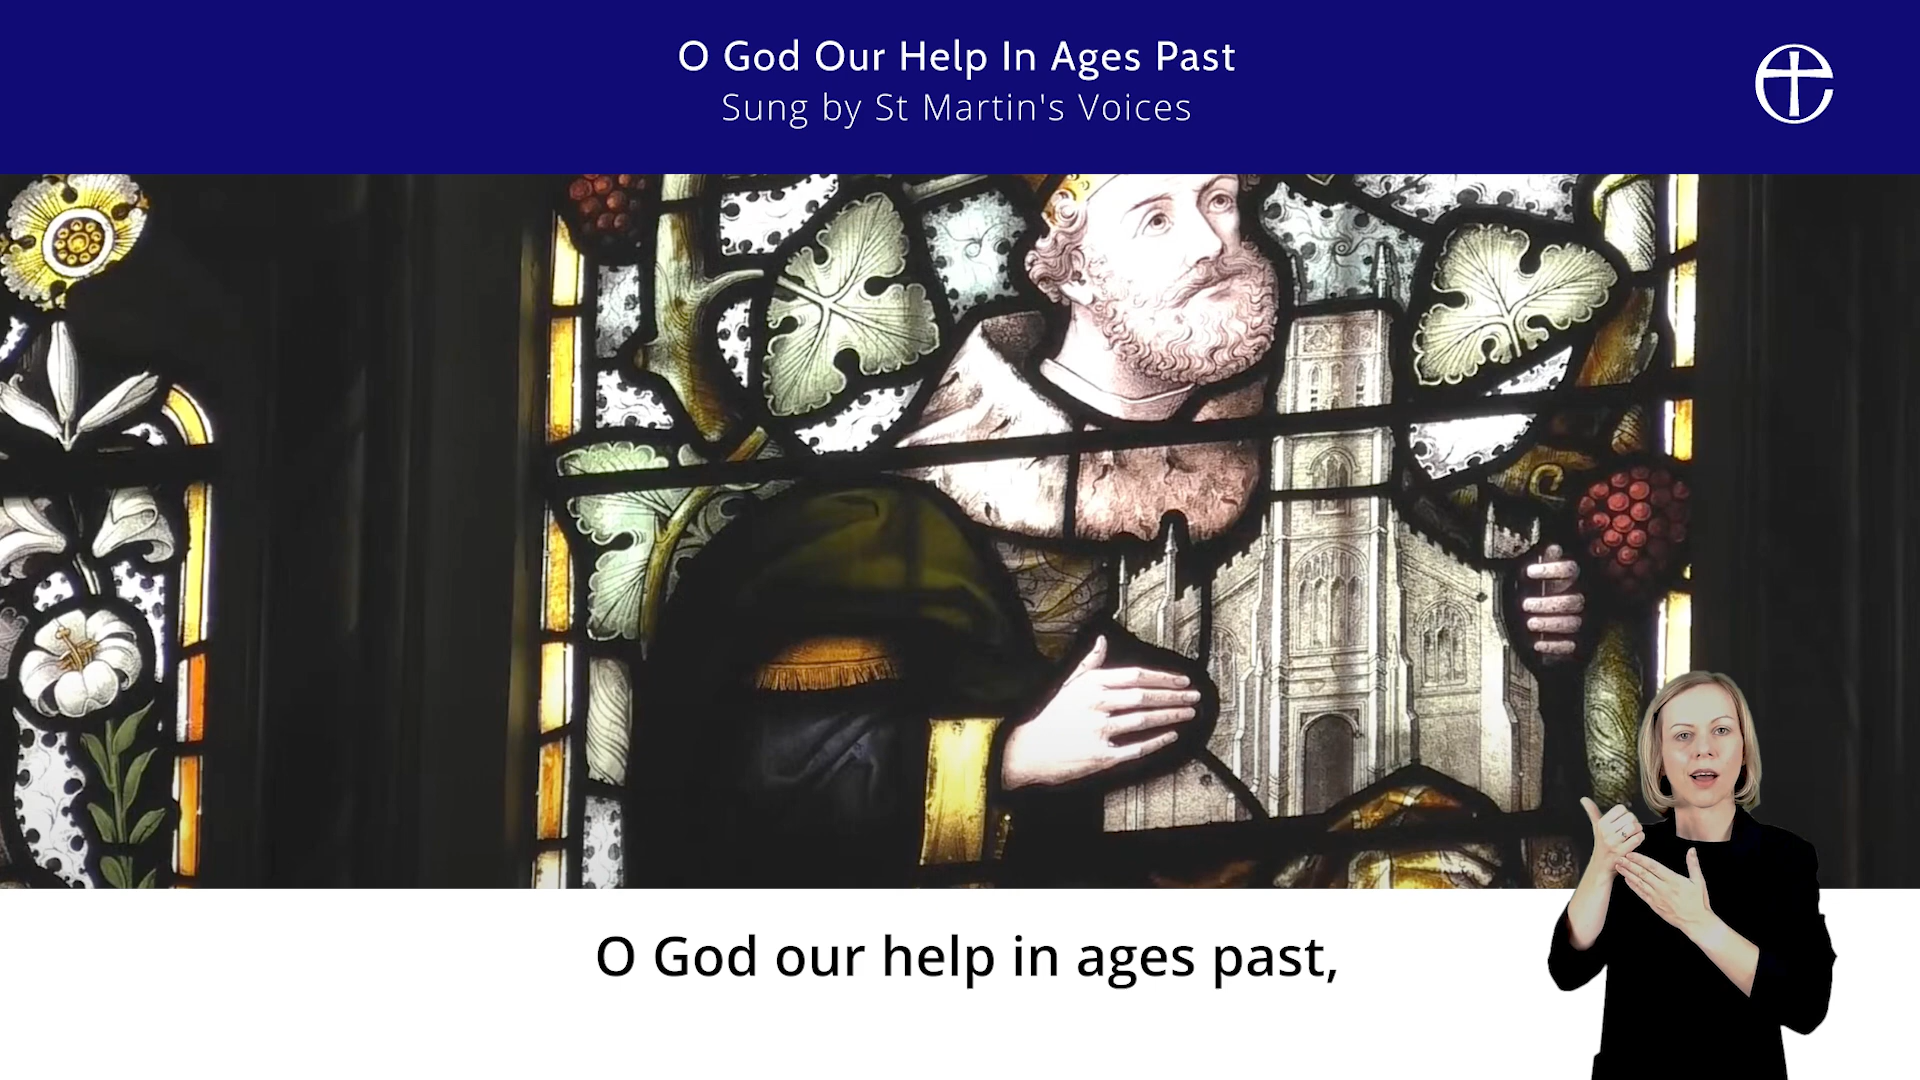 O God Our Help In Ages Past
Sung by St Martin's Voices
O God our help in ages past,